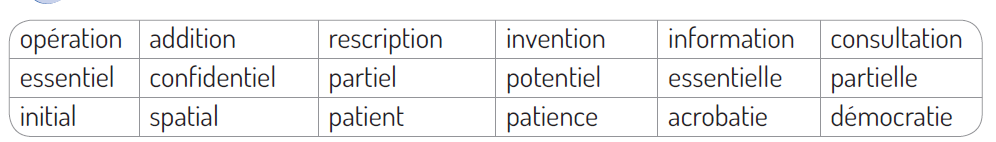 opération addition rescription invention information consultation
essentiel confidentiel partiel potentiel essentielle partielle
initial spatial patient patience acrobatie démocratie